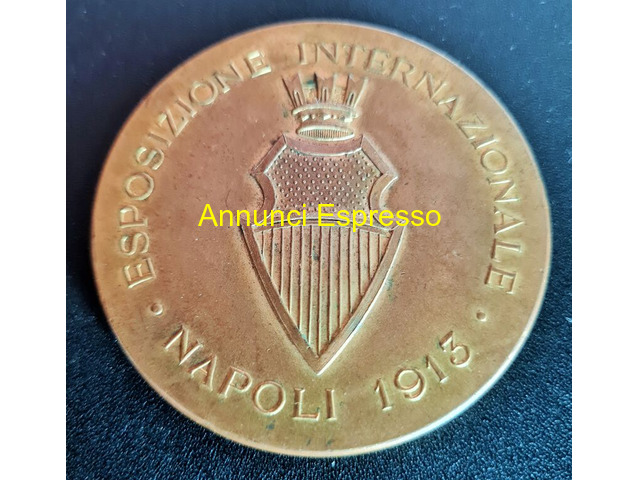 ESPOSIZIONE INTERNAZIONALE
Annunci Espresso
· NAPOLI 1913 ·